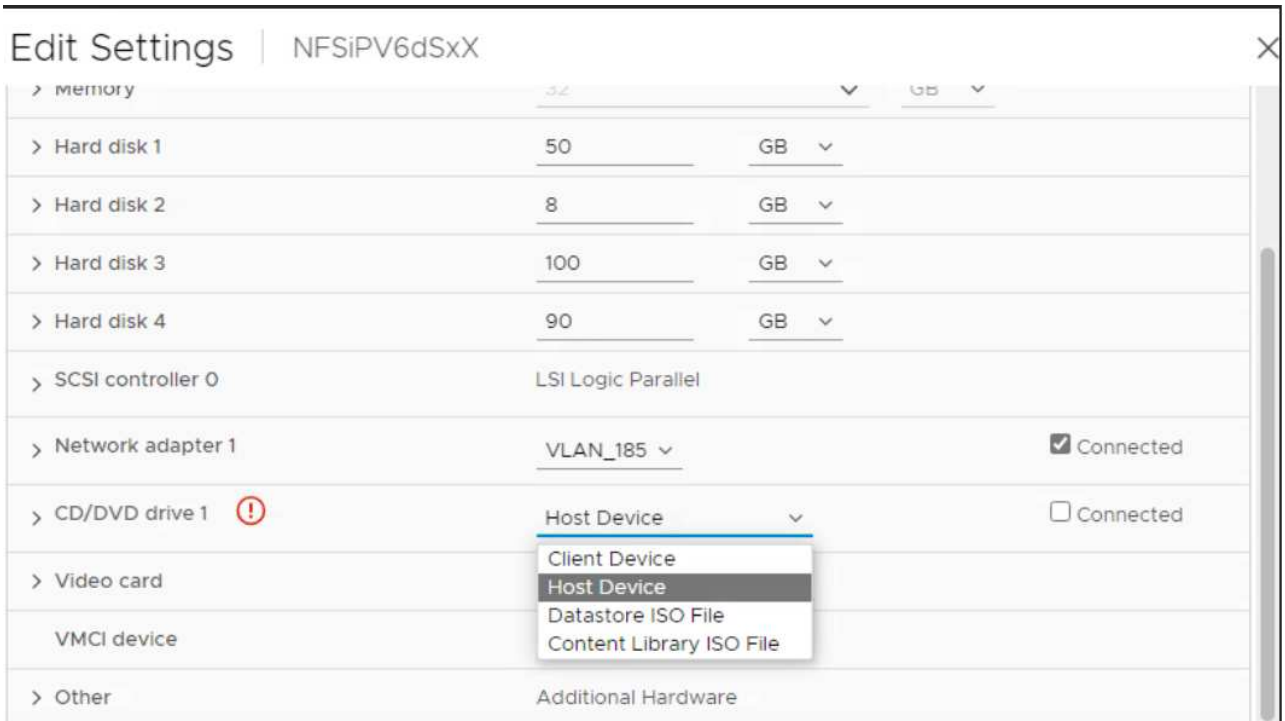 Edit Settings | NFSiPV6dSxX
Memory 32 GB
Hard disk 1 50 GB
Hard disk 2 8 GB
Hard disk 3 100 GB
Hard disk 4 90 GB
SCSI controller 0 LSI Logic Parallel
Network adapter 1 VLAN_185 Connected
CD/DVD drive 1 Host Device Connected
Client Device
Video card Host Device
Datastore ISO File
VMCI device
Content Library ISO File
Other Additional Hardware